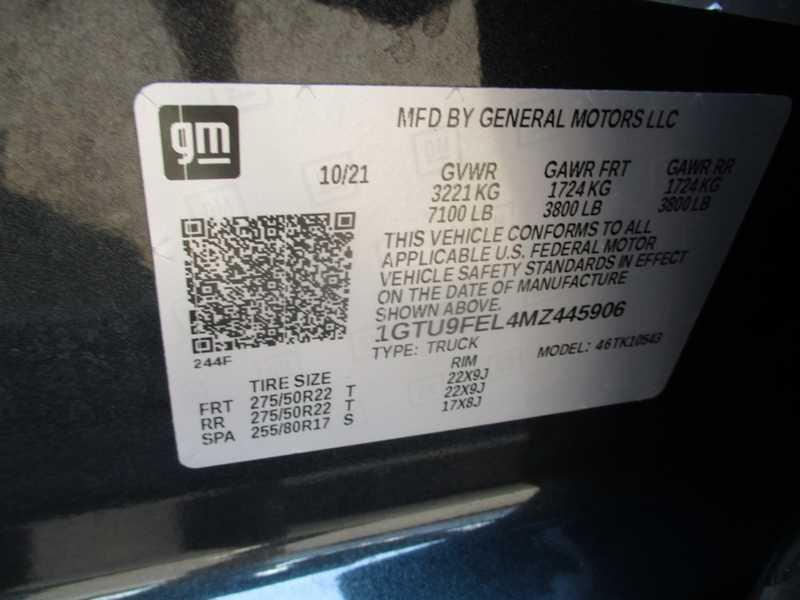 gm
MFD BY GENERAL MOTORS LLC
10/21 GVWR GAWR FRT GAWR RR
3221 KG 1724 KG 1724 KG
7100 LB 3800 LB 3800 LB
THIS VEHICLE CONFORMS TO ALL
APPLICABLE U.S. FEDERAL MOTOR
VEHICLE SAFETY STANDARDS IN EFFECT
ON THE DATE OF MANUFACTURE
SHOWN ABOVE.
1GTU9FEL4MZ445906
244F
TYPE: TRUCK MODEL: 46TK10543
TIRE SIZE RIM
FRT 275/50R22 T 22X9J
RR 275/50R22 T 22X9J
SPA 255/80R17 S 17X8J